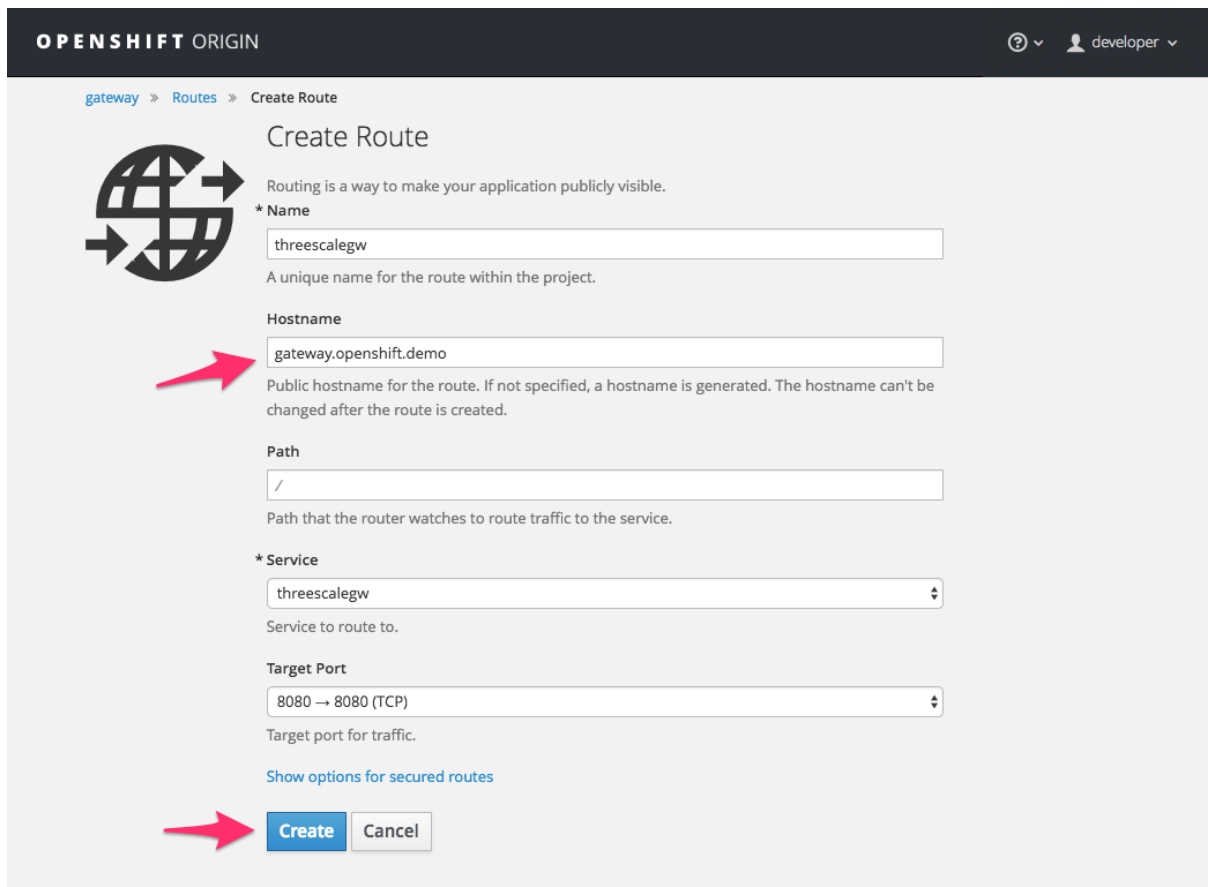 OPENSHIFT ORIGIN
developer
gateway » Routes » Create Route
Create Route
Routing is a way to make your application publicly visible.
* Name
threescalegw
A unique name for the route within the project.
Hostname
gateway.openshift.demo
Public hostname for the route. If not specified, a hostname is generated. The hostname can't be
changed after the route is created.
Path
/
Path that the router watches to route traffic to the service.
* Service
threescalegw
Service to route to.
Target Port
8080 → 8080 (TCP)
Target port for traffic.
Show options for secured routes
Create Cancel